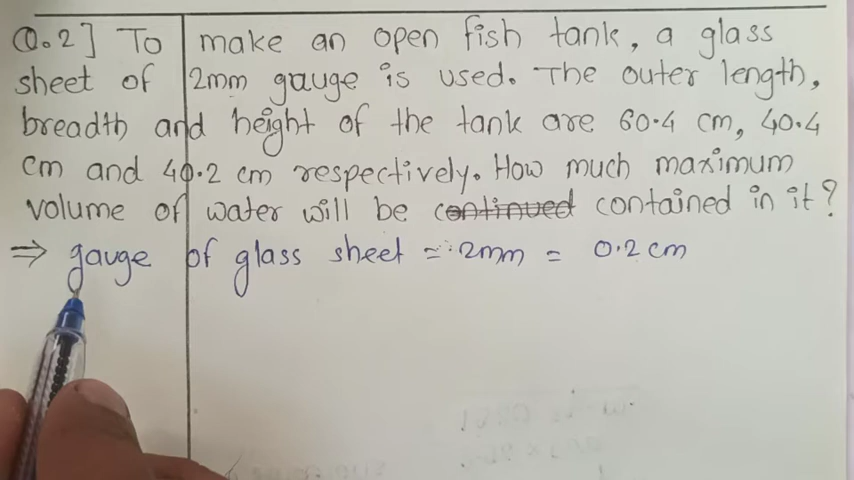 Q.2] To make an open fish tank, a glass
sheet of 2mm gauge is used. The outer length,
breadth and height of the tank are 60.4 cm, 40.4
cm and 40.2 cm respectively. How much maximum
volume of water will be continued contained in it?
⇒ gauge of glass sheet = 2mm = 0.2 cm